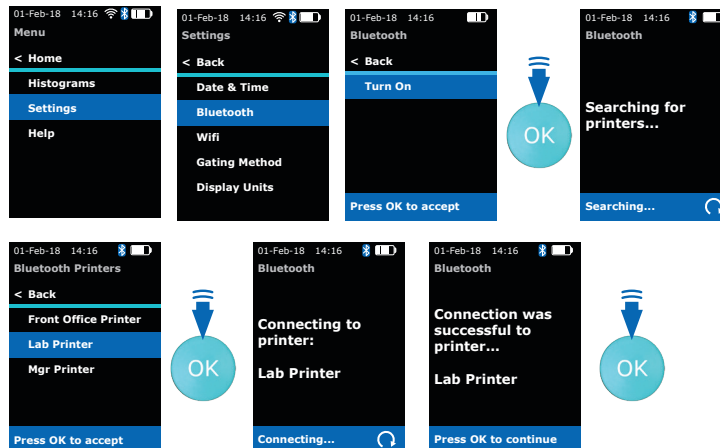 01-Feb-18 14:16
Menu
< Home
Histograms
Settings
Help
01-Feb-18 14:16
Settings
< Back
Date & Time
Bluetooth
Wifi
Gating Method
Display Units
01-Feb-18 14:16
Bluetooth
< Back
Turn On
Press OK to accept
OK
01-Feb-18 14:16
Bluetooth
Searching for
printers...
Searching...
01-Feb-18 14:16
Bluetooth Printers
< Back
Front Office Printer
Lab Printer
Mgr Printer
Press OK to accept
OK
01-Feb-18 14:16
Bluetooth
Connecting to
printer:
Lab Printer
Connecting...
01-Feb-18 14:16
Bluetooth
Connection was
successful to
printer...
Lab Printer
Press OK to continue
OK